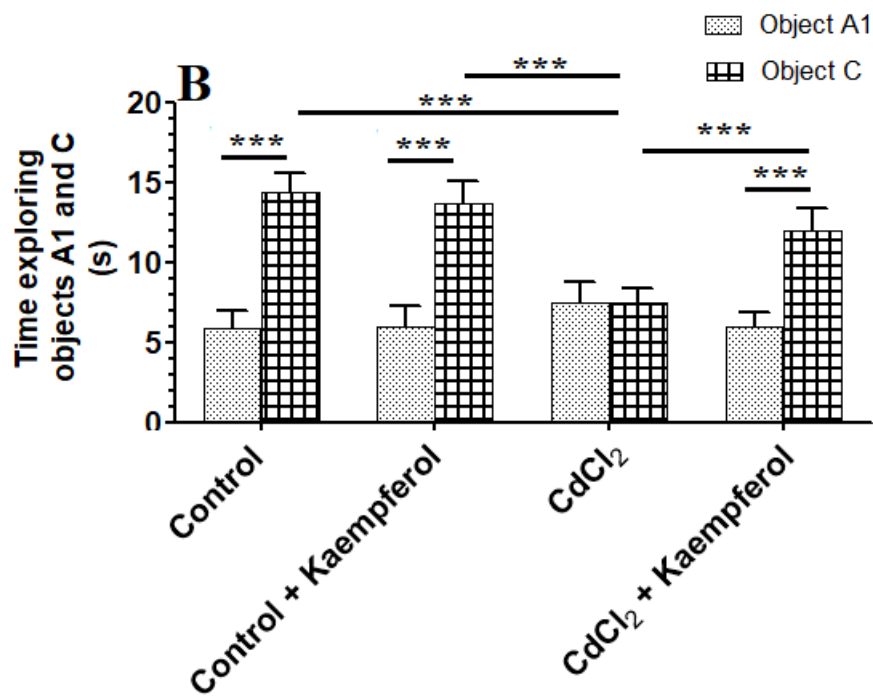 Object A1
Object C
B
***
***
***
***
***
***
Time exploring
objects A1 and C
(s)
20
15
10
5
0
Control
Control + Kaempferol
CdCl₂
CdCl₂ + Kaempferol